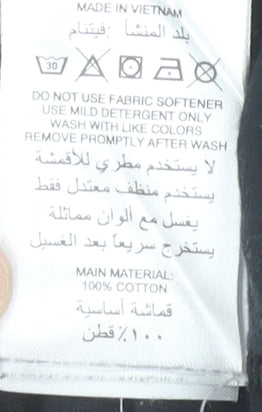 MADE IN VIETNAM
بلد المنشأ: فيتنام
30
DO NOT USE FABRIC SOFTENER
USE MILD DETERGENT ONLY
WASH WITH LIKE COLORS
REMOVE PROMPTLY AFTER WASH
لا يستخدم مطري للأقمشة
يستخدم منظف معتدل فقط
يغسل مع ألوان مماثلة
يستخرج سريعاً بعد الغسيل
MAIN MATERIAL:
100% COTTON
قماشة أساسية
١٠٠٪ قطن